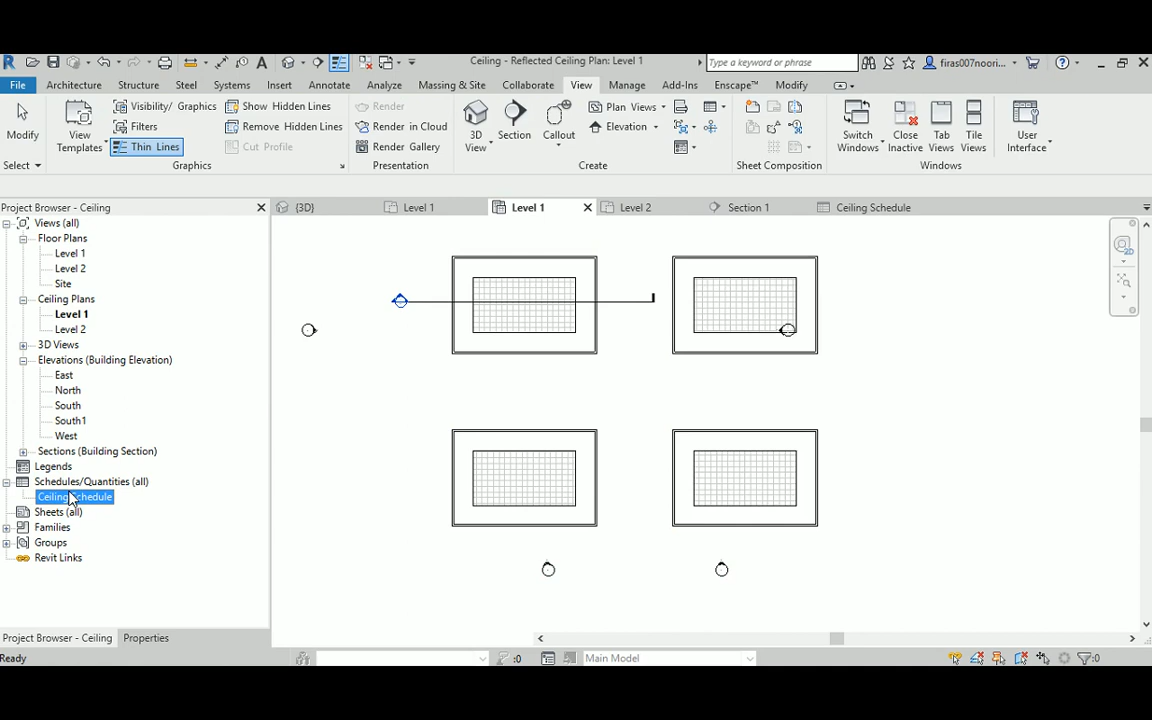 Ceiling - Reflected Ceiling Plan: Level 1
Type a keyword or phrase
firas007noori...
File Architecture Structure Steel Systems Insert Annotate Analyze Massing & Site Collaborate View Manage Add-Ins Enscape™ Modify
Modify
Select
View
Templates
Visibility/ Graphics
Filters
Thin Lines
Show Hidden Lines
Remove Hidden Lines
Cut Profile
Graphics
Render
Render in Cloud
Render Gallery
Presentation
3D
View
Section
Callout
Plan Views
Elevation
Create
Sheet Composition
Switch
Windows
Close
Inactive
Tab
Views
Tile
Views
Windows
User
Interface
Project Browser - Ceiling
{3D}
Level 1
Level 1
Level 2
Section 1
Ceiling Schedule
Views (all)
Floor Plans
Level 1
Level 2
Site
Ceiling Plans
Level 1
Level 2
3D Views
Elevations (Building Elevation)
East
North
South
South1
West
Sections (Building Section)
Legends
Schedules/Quantities (all)
Ceiling Schedule
Sheets (all)
Families
Groups
Revit Links
2D
Project Browser - Ceiling
Properties
Ready
:0
Main Model
:0